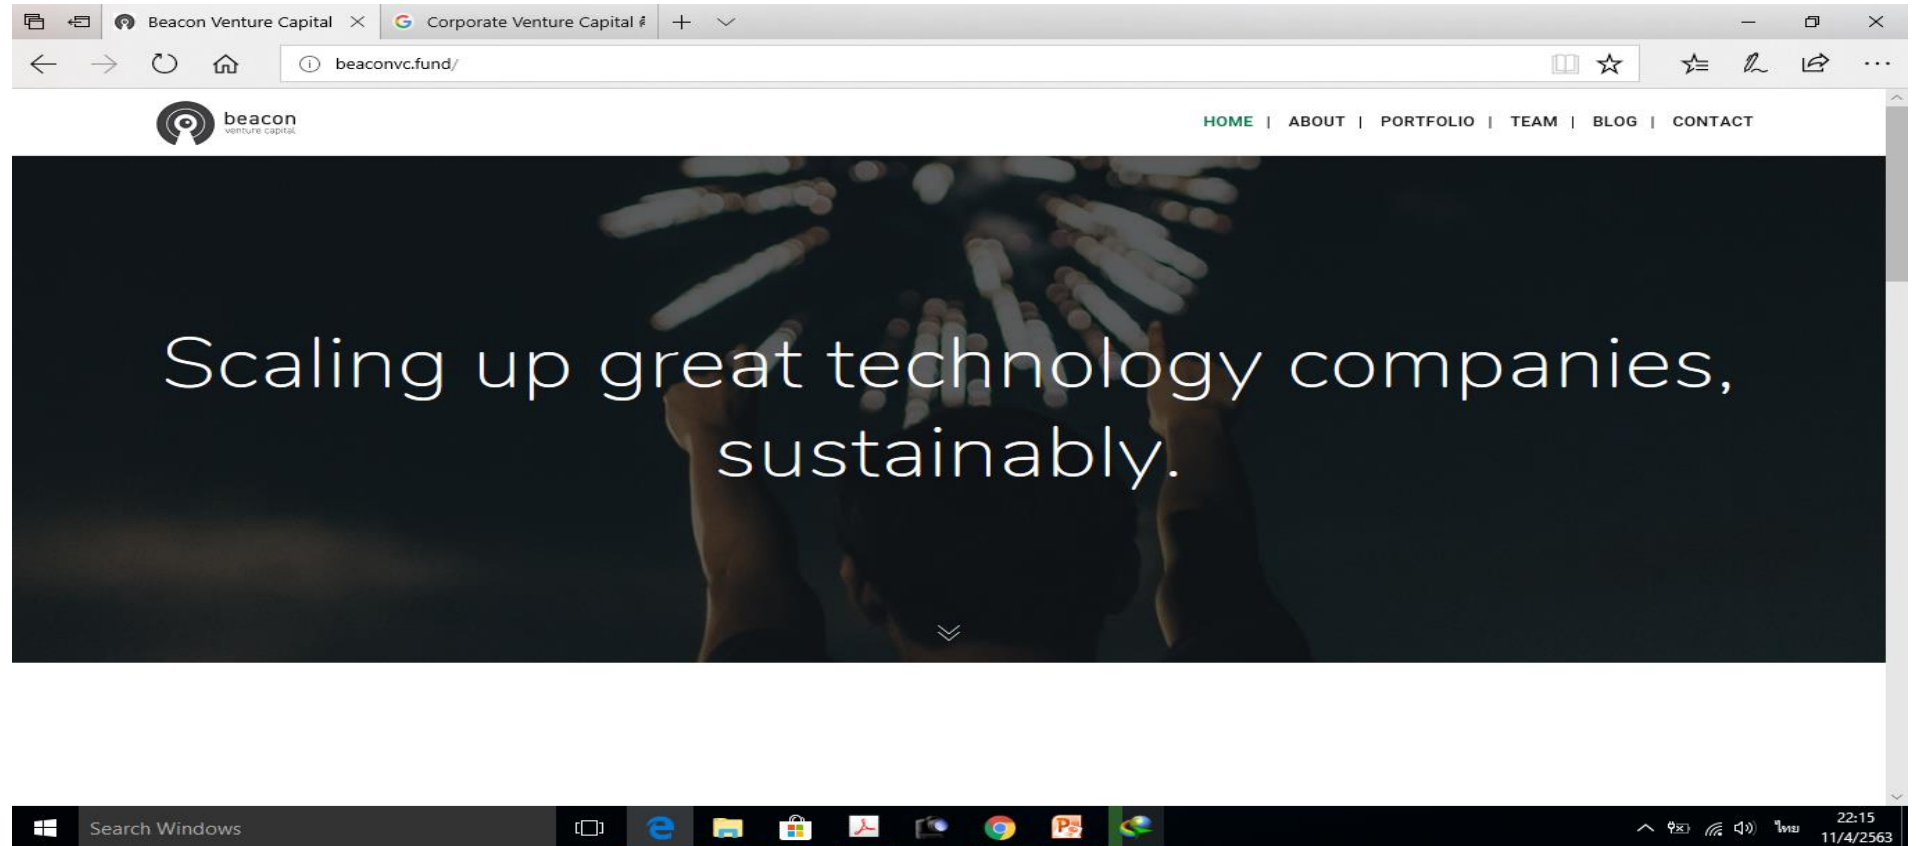 Beacon Venture Capital
Corporate Venture Capital
beaconvc.fund/
beacon
venture capital
HOME | ABOUT | PORTFOLIO | TEAM | BLOG | CONTACT
Scaling up great technology companies,
sustainably.
Search Windows
ไทย
22:15
11/4/2563